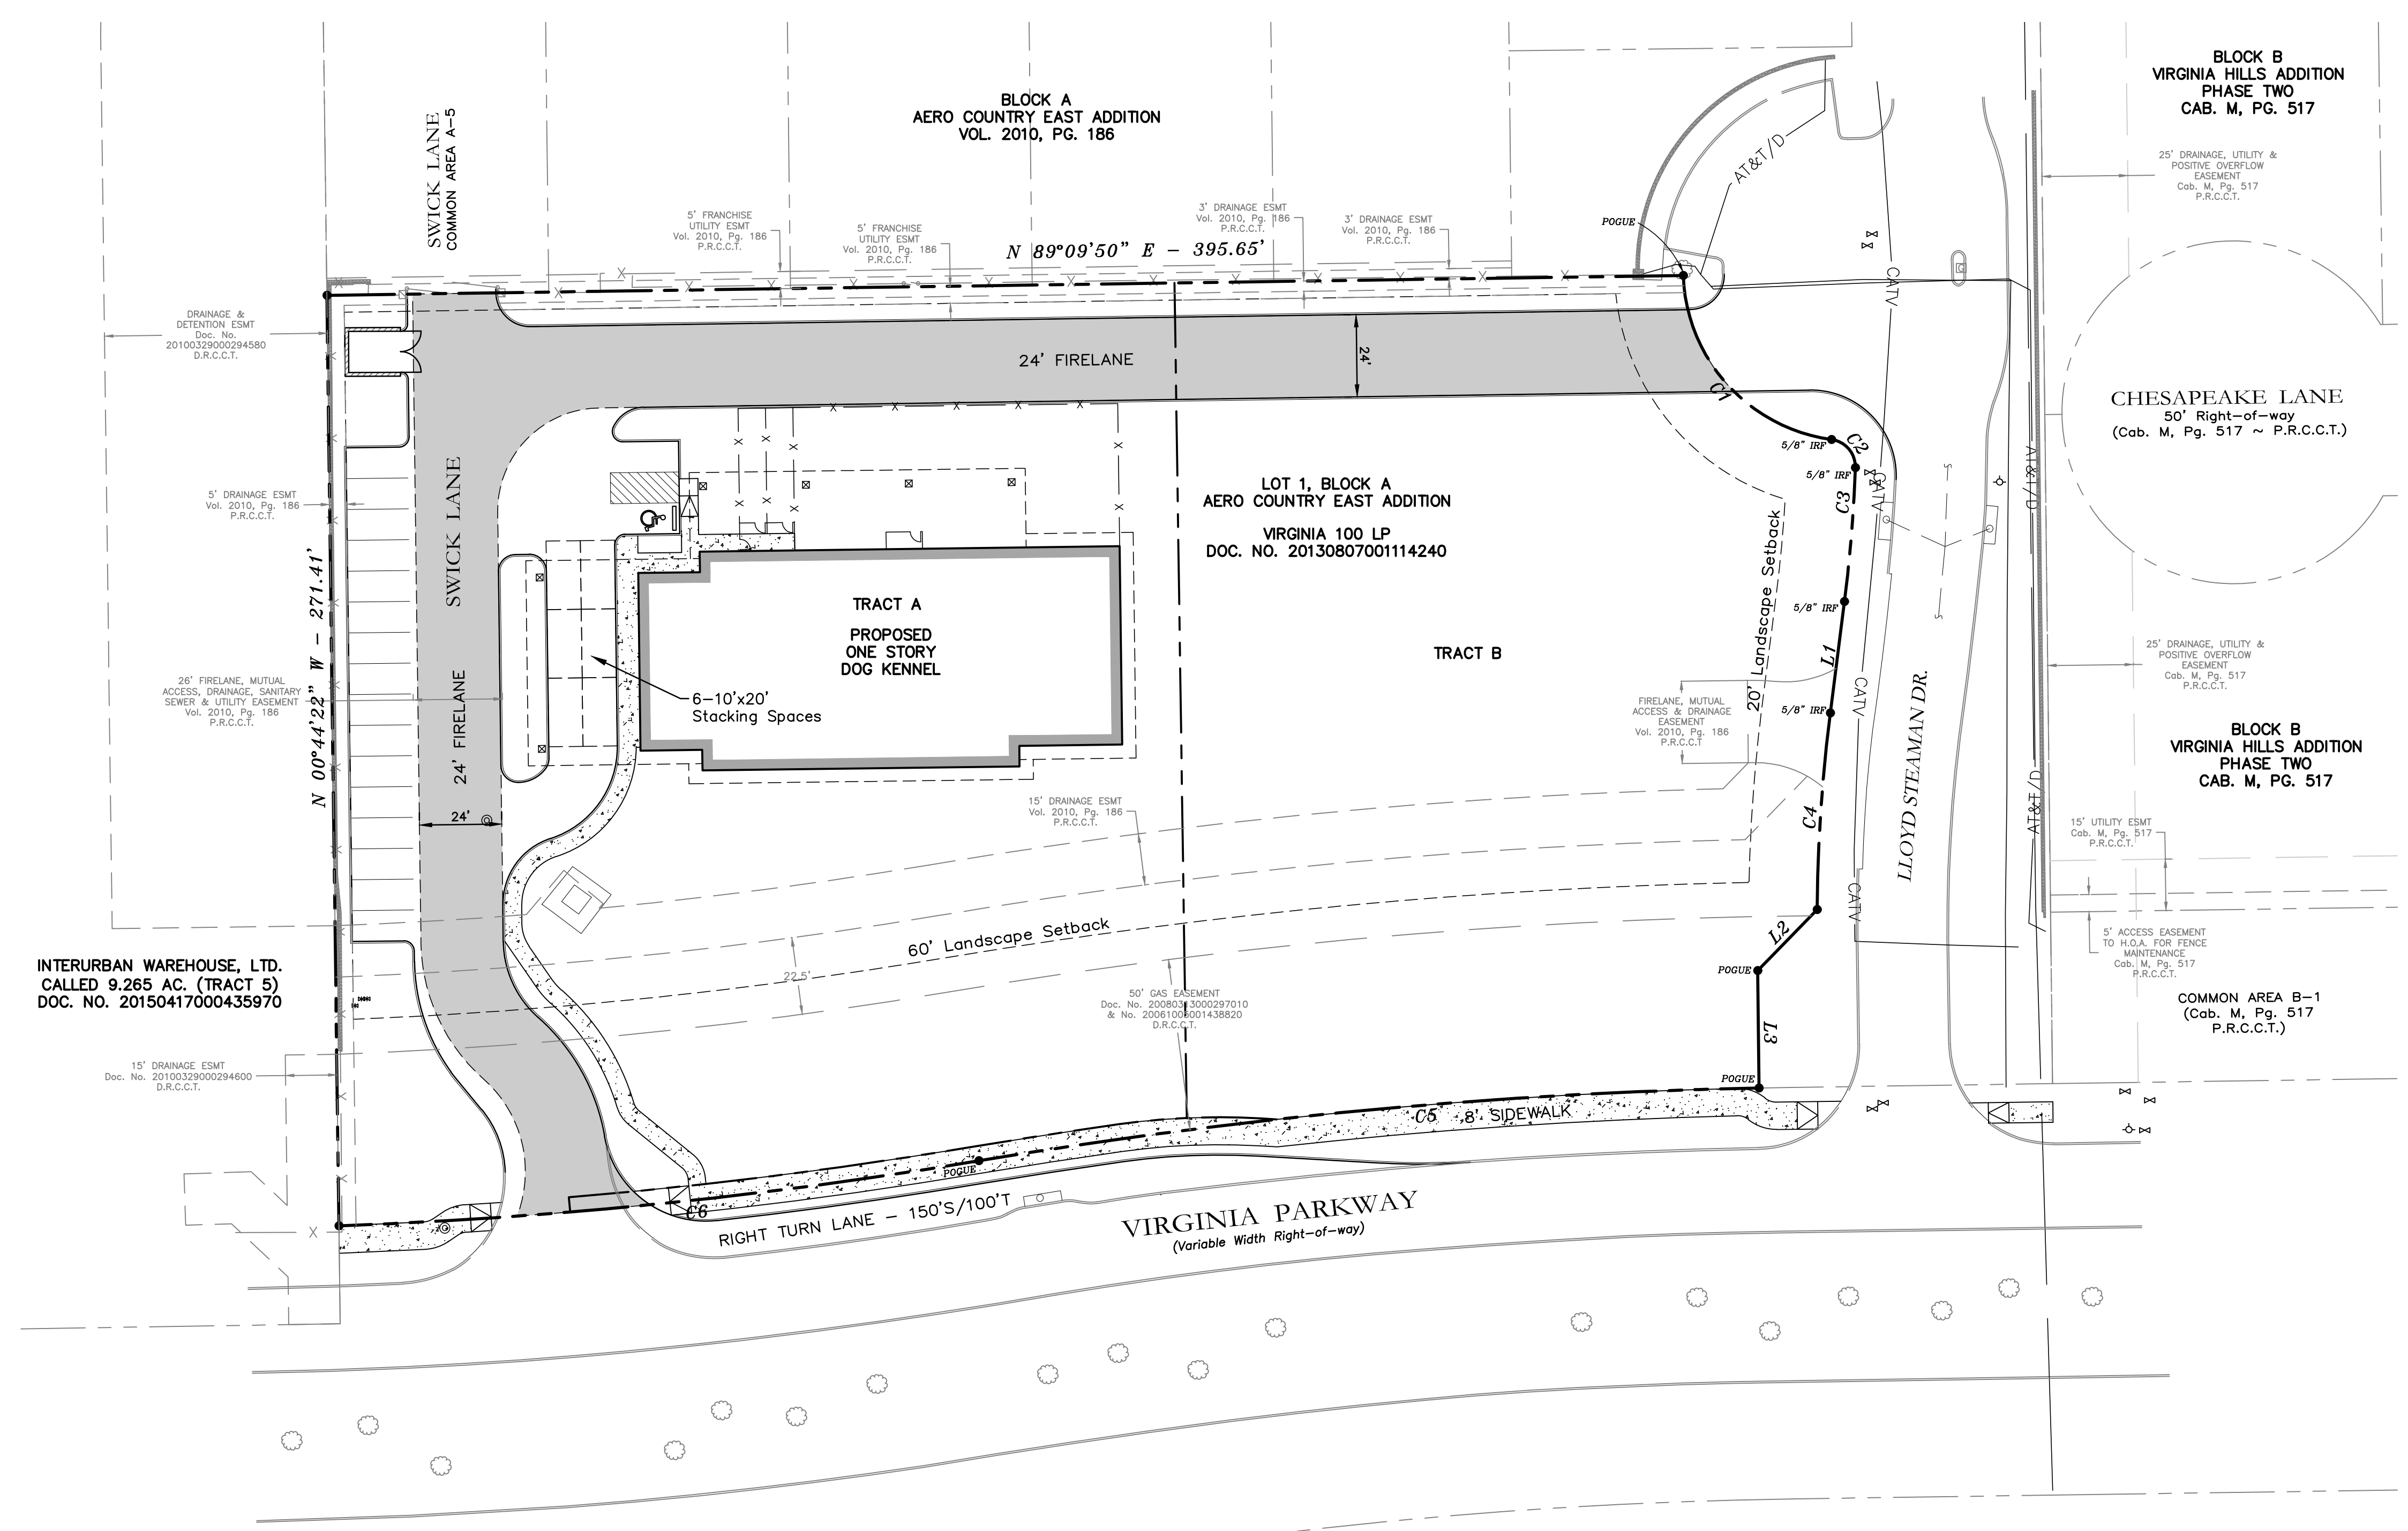 BLOCK B
VIRGINIA HILLS ADDITION
PHASE TWO
CAB. M, PG. 517
BLOCK A
AERO COUNTRY EAST ADDITION
VOL. 2010, PG. 186
SWICK LANE
COMMON AREA A-5
AT&T/D
25' DRAINAGE, UTILITY &
POSITIVE OVERFLOW
EASEMENT
Cab. M, Pg. 517
P.R.C.C.T.
5' FRANCHISE
UTILITY ESMT
Vol. 2010, Pg. 186
P.R.C.C.T.
5' FRANCHISE
UTILITY ESMT
Vol. 2010, Pg. 186
P.R.C.C.T.
3' DRAINAGE ESMT
Vol. 2010, Pg. 186
P.R.C.C.T.
3' DRAINAGE ESMT
Vol. 2010, Pg. 186
P.R.C.C.T.
POGUE
N 89°09'50" E - 395.65'
CATV
DRAINAGE &
DETENTION ESMT
Doc. No.
20100329000294580
D.R.C.C.T.
24' FIRELANE
24'
C1
C2
5/8" IRF
5/8" IRF
C3
CATV
CHESAPEAKE LANE
50' Right-of-way
(Cab. M, Pg. 517 ~ P.R.C.C.T.)
AT&T/D
5' DRAINAGE ESMT
Vol. 2010, Pg. 186
P.R.C.C.T.
SWICK LANE
LOT 1, BLOCK A
AERO COUNTRY EAST ADDITION
VIRGINIA 100 LP
DOC. NO. 20130807001114240
20' Landscape Setback
N 00°44'22" W - 271.41'
TRACT A
PROPOSED
ONE STORY
DOG KENNEL
TRACT B
5/8" IRF
L1
5/8" IRF
CATV
LLOYD STEAMAN DR.
25' DRAINAGE, UTILITY &
POSITIVE OVERFLOW
EASEMENT
Cab. M, Pg. 517
P.R.C.C.T.
26' FIRELANE, MUTUAL
ACCESS, DRAINAGE, SANITARY
SEWER & UTILITY EASEMENT
Vol. 2010, Pg. 186
P.R.C.C.T.
24' FIRELANE
6-10'x20'
Stacking Spaces
FIRELANE, MUTUAL
ACCESS & DRAINAGE
EASEMENT
Vol. 2010, Pg. 186
P.R.C.C.T
BLOCK B
VIRGINIA HILLS ADDITION
PHASE TWO
CAB. M, PG. 517
24'
15' DRAINAGE ESMT
Vol. 2010, Pg. 186
P.R.C.C.T.
C4
AT&T/D
15' UTILITY ESMT
Cab. M, Pg. 517
P.R.C.C.T.
CATV
60' Landscape Setback
L2
22.5'
POGUE
5' ACCESS EASEMENT
TO H.O.A. FOR FENCE
MAINTENANCE
Cab. M, Pg. 517
P.R.C.C.T.
INTERURBAN WAREHOUSE, LTD.
CALLED 9.265 AC. (TRACT 5)
DOC. NO. 20150417000435970
50' GAS EASEMENT
Doc. No. 20080313000297010
& No. 20061006001438820
D.R.C.C.T.
L3
COMMON AREA B-1
(Cab. M, Pg. 517
P.R.C.C.T.)
15' DRAINAGE ESMT
Doc. No. 20100329000294600
D.R.C.C.T.
POGUE
C5
8' SIDEWALK
POGUE
C6
RIGHT TURN LANE - 150'S/100'T
VIRGINIA PARKWAY
(Variable Width Right-of-way)